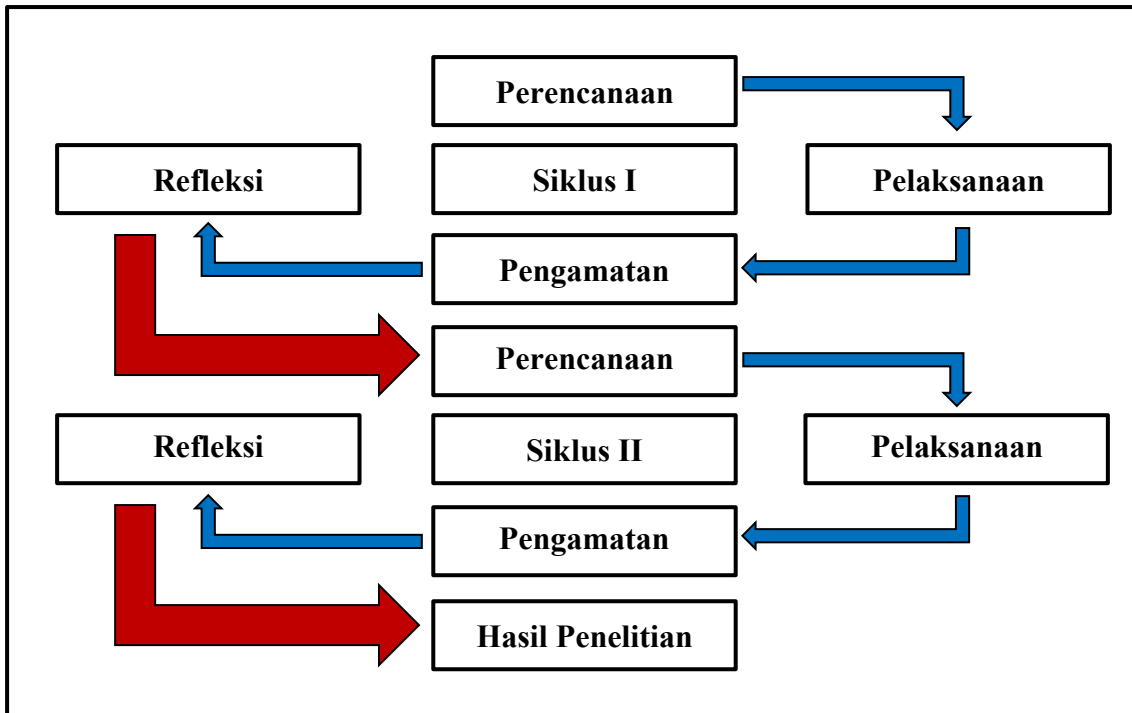 Perencanaan
Refleksi
Siklus I
Pelaksanaan
Pengamatan
Perencanaan
Refleksi
Siklus II
Pelaksanaan
Pengamatan
Hasil Penelitian